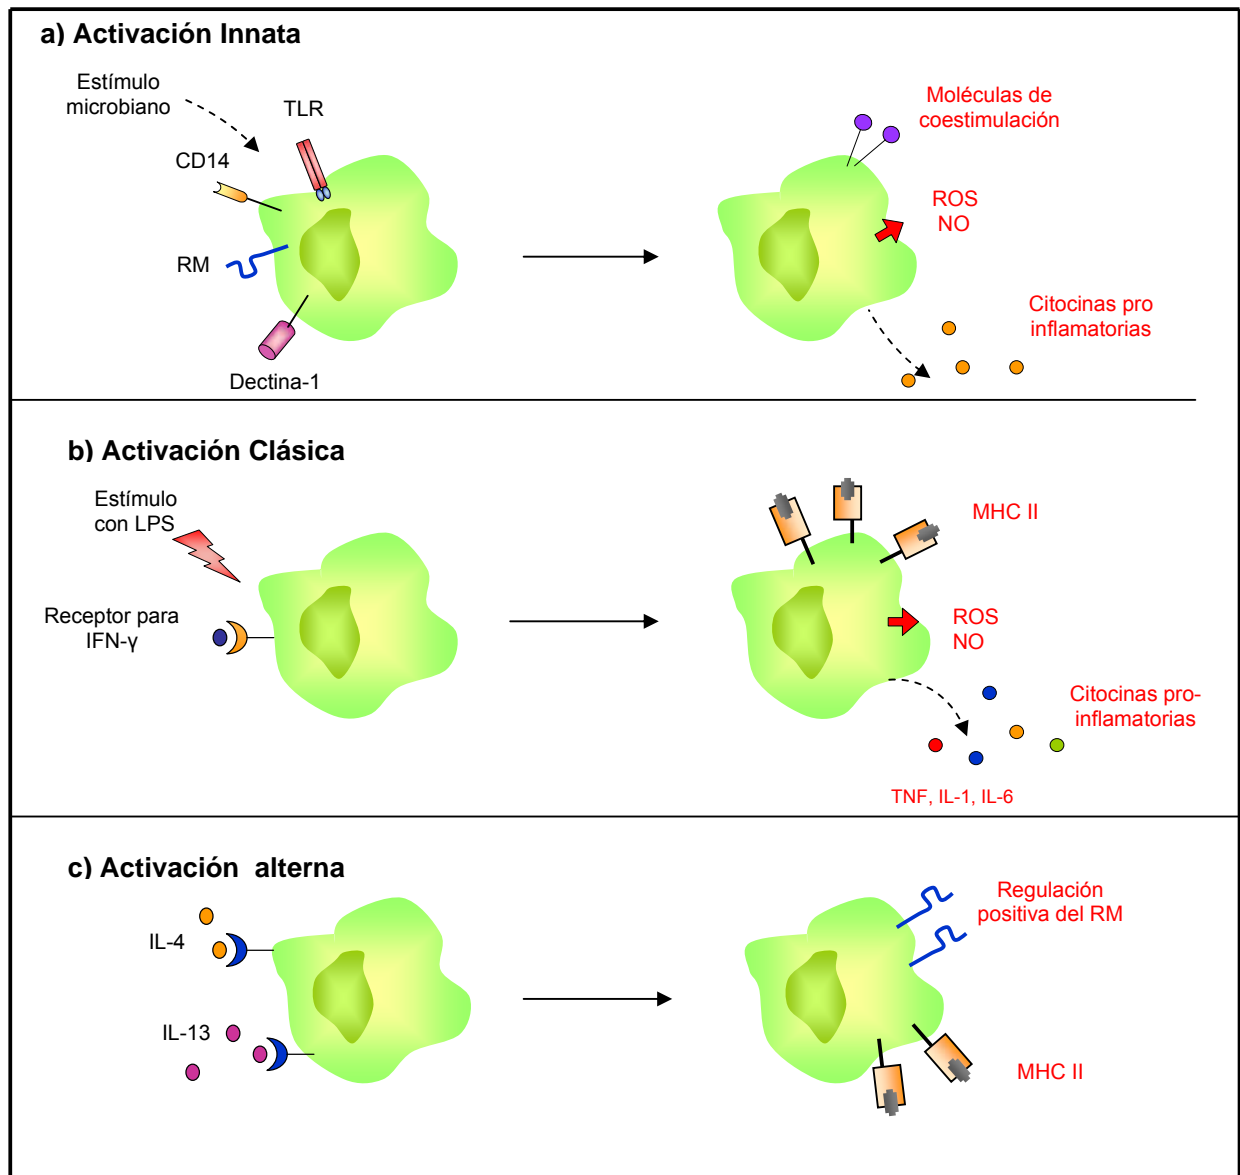 a) Activación Innata
Estímulo
microbiano
TLR
CD14
RM
Dectina-1
Moléculas de
coestimulación
ROS
NO
Citocinas pro
inflamatorias
b) Activación Clásica
Estímulo
con LPS
Receptor para
IFN-γ
MHC II
ROS
NO
Citocinas pro-
inflamatorias
TNF, IL-1, IL-6
c) Activación alterna
IL-4
IL-13
Regulación
positiva del RM
MHC II